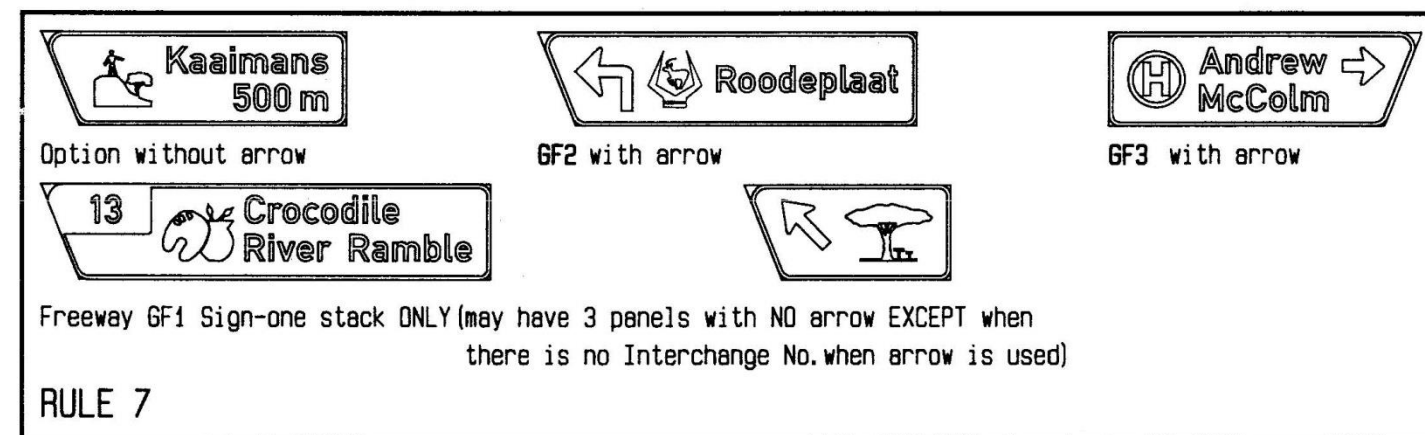 Kaaimans
500 m
Roodeplaat
H
Andrew
McColm
Option without arrow
GF2 with arrow
GF3 with arrow
13
Crocodile
River Ramble
Freeway GF1 Sign-one stack ONLY (may have 3 panels with NO arrow EXCEPT when
there is no Interchange No. when arrow is used)
RULE 7